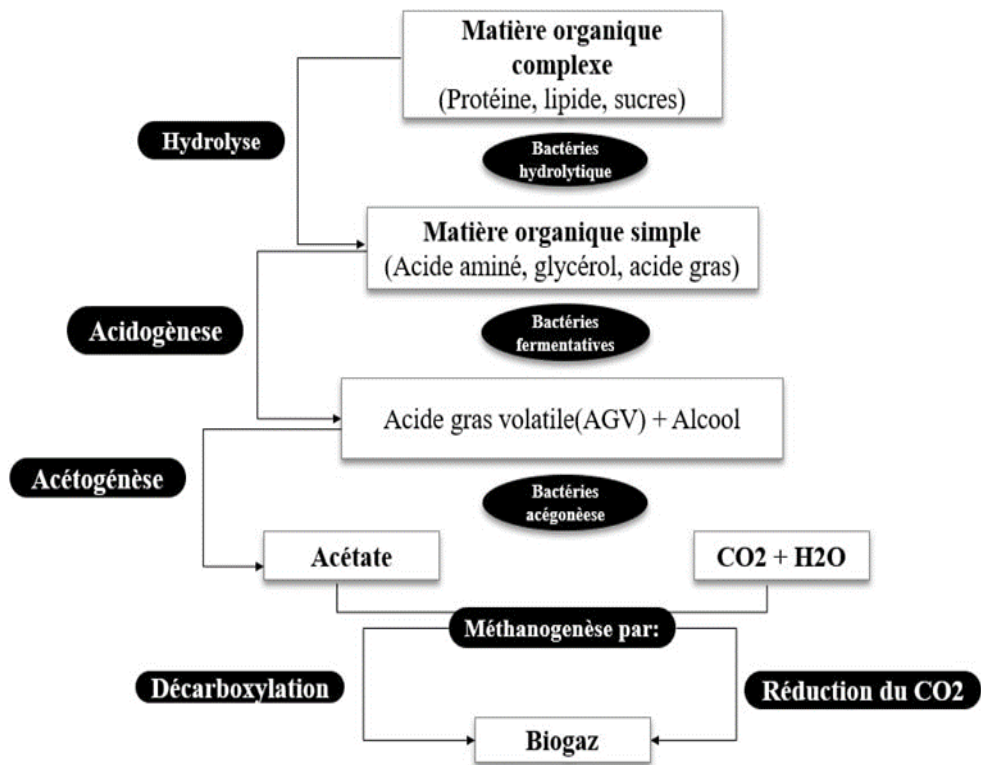 Matière organique
complexe
(Protéine, lipide, sucres)
Hydrolyse
Bactéries
hydrolytique
Matière organique simple
(Acide aminé, glycérol, acide gras)
Acidogènese
Bactéries
fermentatives
Acide gras volatile(AGV) + Alcool
Acétogénèse
Bactéries
acégonèese
Acétate
CO2 + H2O
Méthanogenèse par:
Décarboxylation
Réduction du CO2
Biogaz